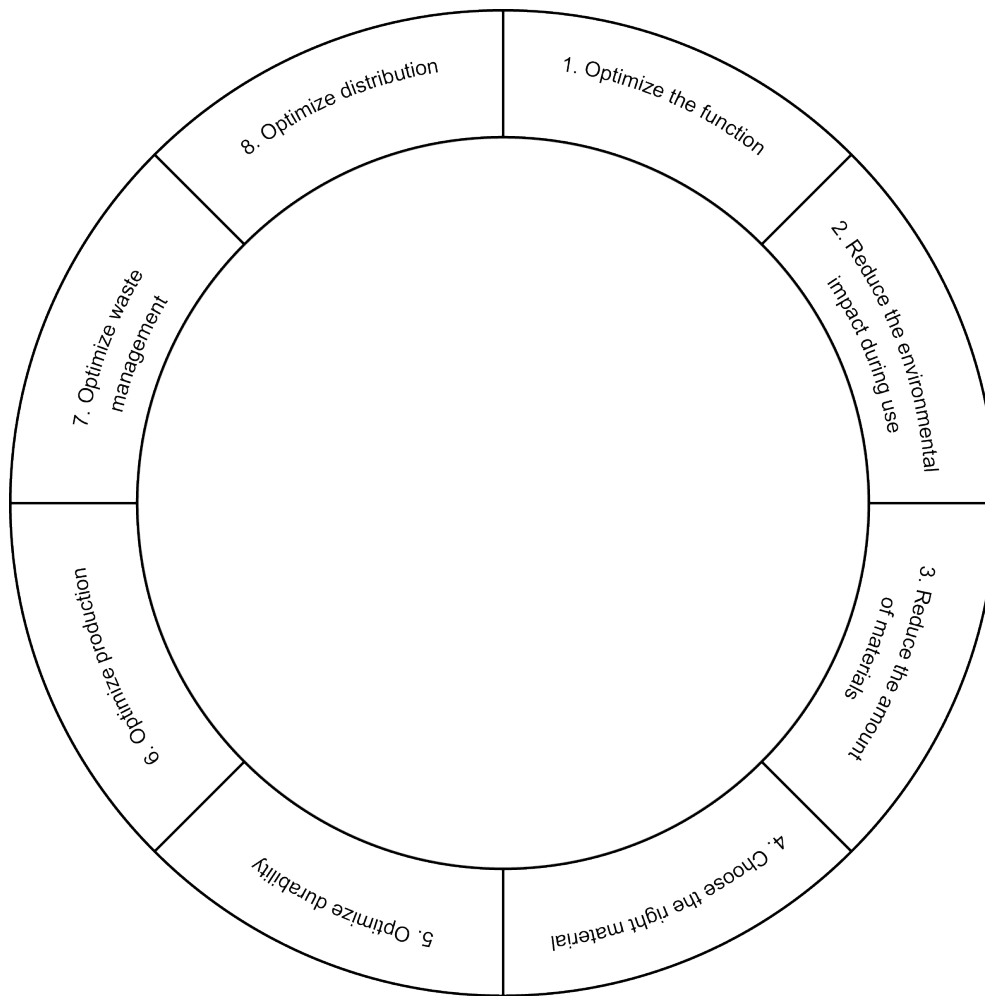 1. Optimize the function
2. Reduce the environmental
impact during use
3. Reduce the amount
of materials
4. Choose the right material
5. Optimize durability
6. Optimize production
7. Optimize waste
management
8. Optimize distribution